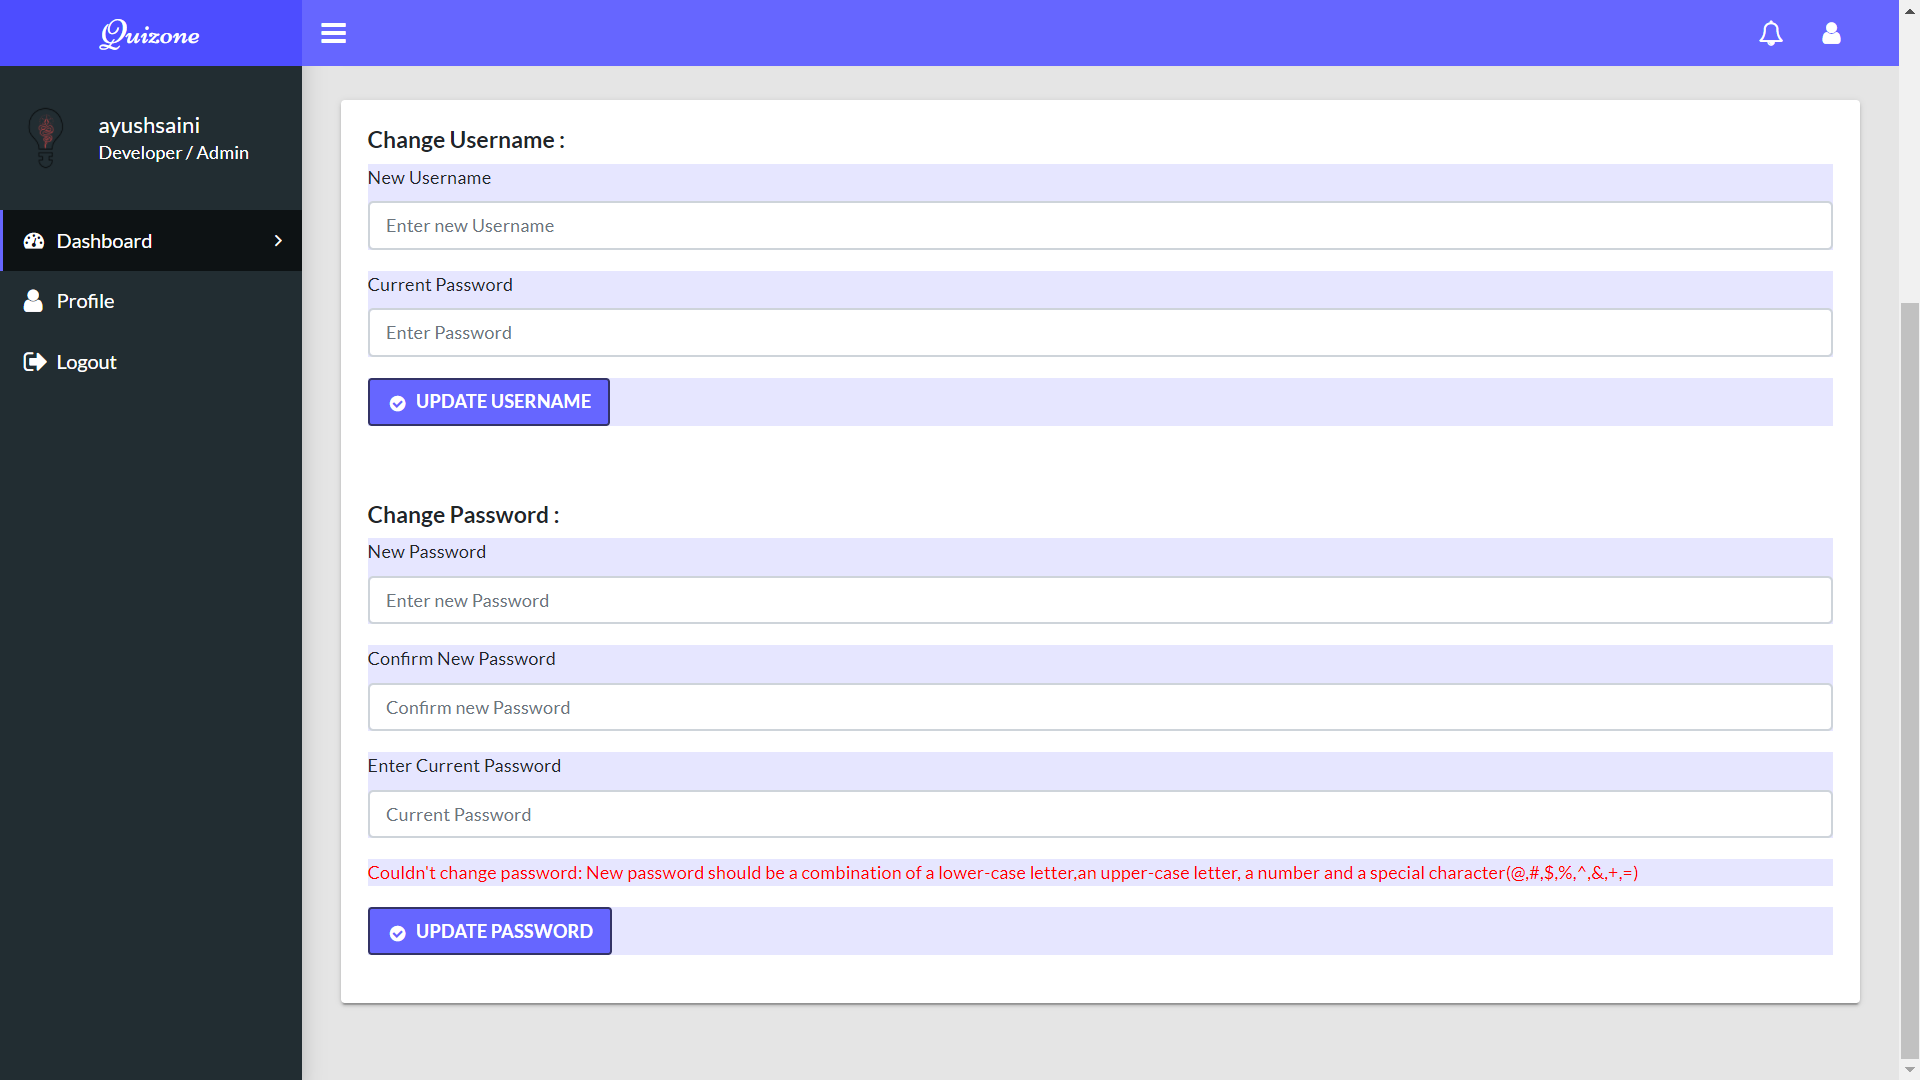 Quizone
ayushsaini
Developer / Admin
Dashboard
Profile
Logout
Change Username :
New Username
Enter new Username
Current Password
Enter Password
UPDATE USERNAME
Change Password :
New Password
Enter new Password
Confirm New Password
Confirm new Password
Enter Current Password
Current Password
Couldn't change password: New password should be a combination of a lower-case letter,an upper-case letter, a number and a special character(@,#,$,%,^,&,+,=)
UPDATE PASSWORD